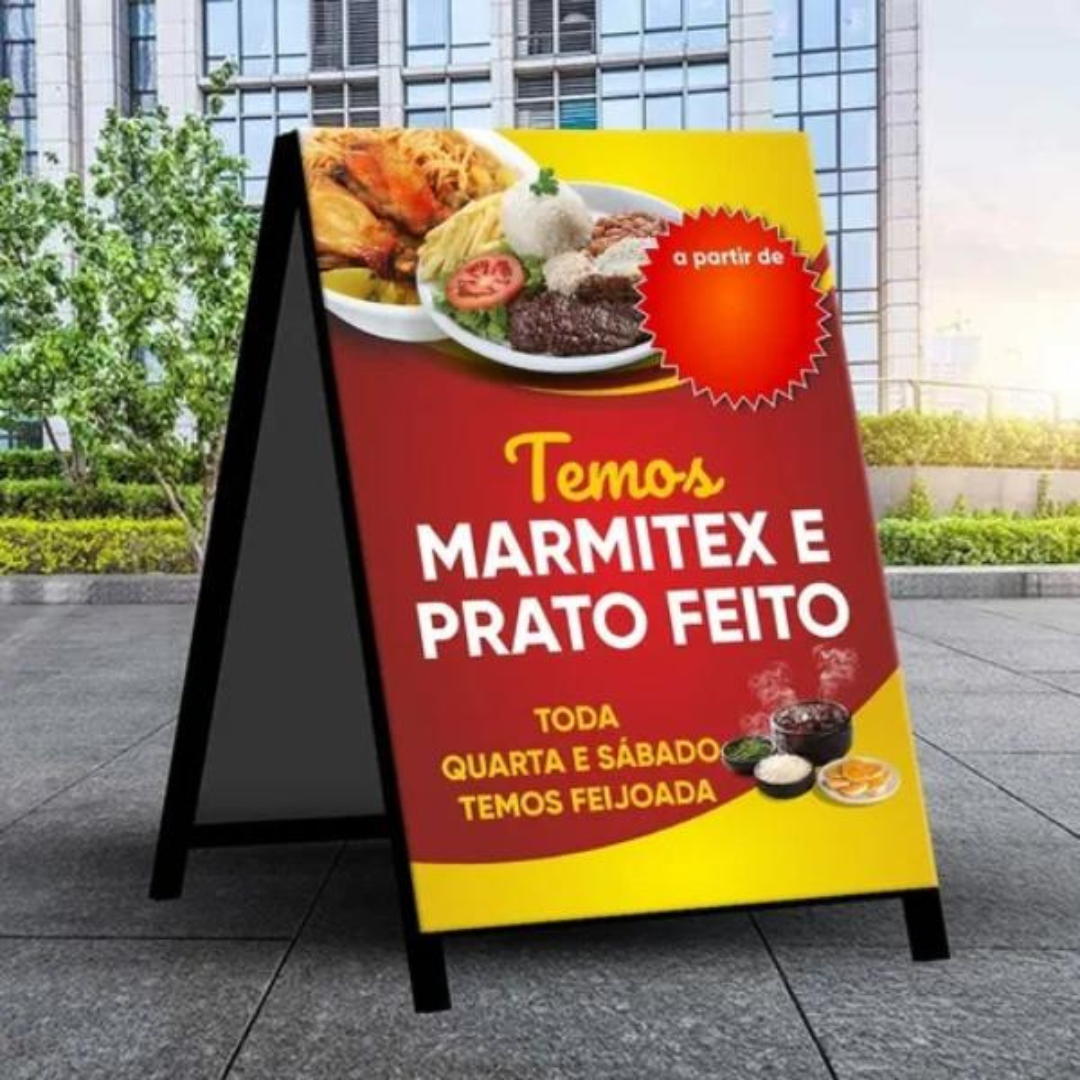 a partir de
Temos
MARMITEX E
PRATO FEITO
TODA
QUARTA E SÁBADO
TEMOS FEIJOADA